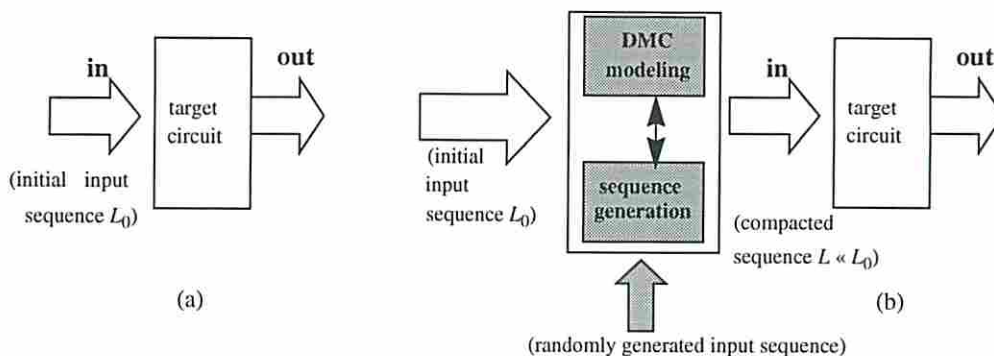 in
out
target
circuit
(initial input
sequence L₀)
(a)
(initial
input
sequence L₀)
DMC
modeling
sequence
generation
(randomly generated input sequence)
in
(compacted
sequence L « L₀)
target
circuit
out
(b)